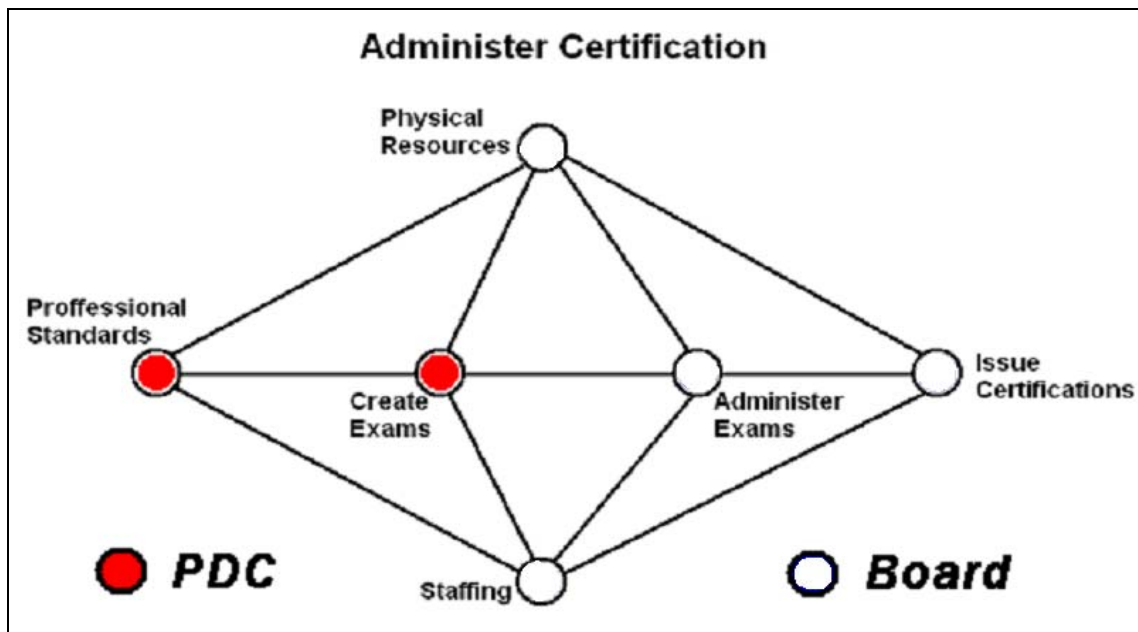 Administer Certification
Physical
Resources
Proffessional
Standards
Create
Exams
Administer
Exams
Issue
Certifications
Staffing
PDC
Board